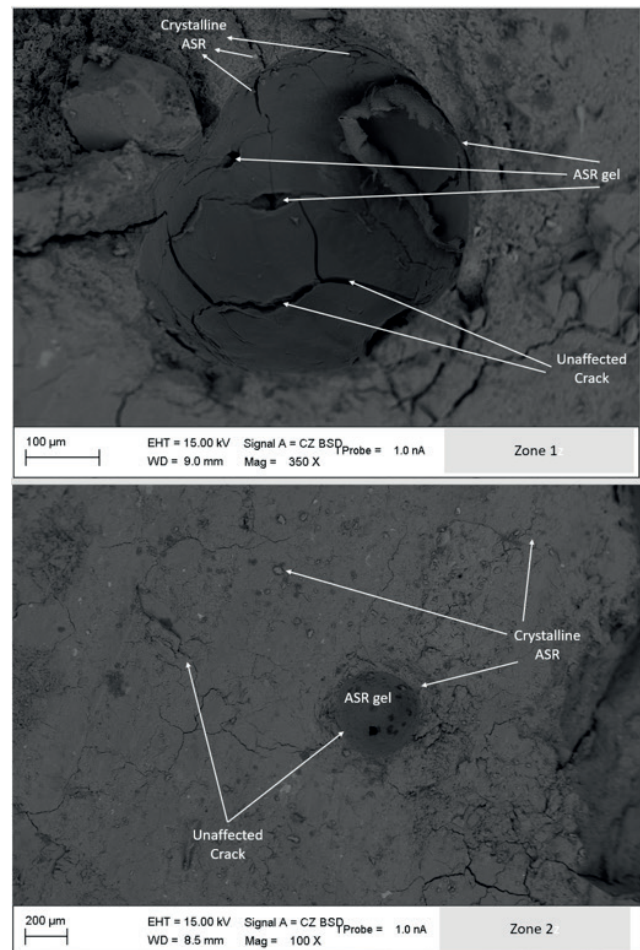 Crystalline
ASR
ASR gel
Unaffected
Crack
100 µm
EHT = 15.00 kV
Signal A = CZ BSD
I Probe = 1.0 nA
WD = 9.0 mm
Mag = 350 X
Zone 1
Crystalline
ASR
ASR gel
Unaffected
Crack
200 µm
EHT = 15.00 kV
Signal A = CZ BSD
I Probe = 1.0 nA
WD = 8.5 mm
Mag = 100 X
Zone 2